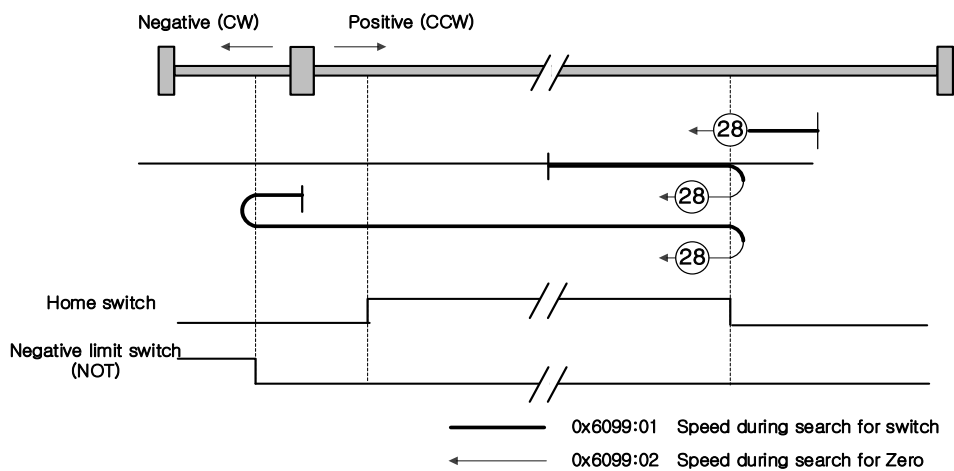 Negative (CW) Positive (CCW)
28
28
28
Home switch
Negative limit switch
(NOT)
0x6099:01 Speed during search for switch
0x6099:02 Speed during search for Zero